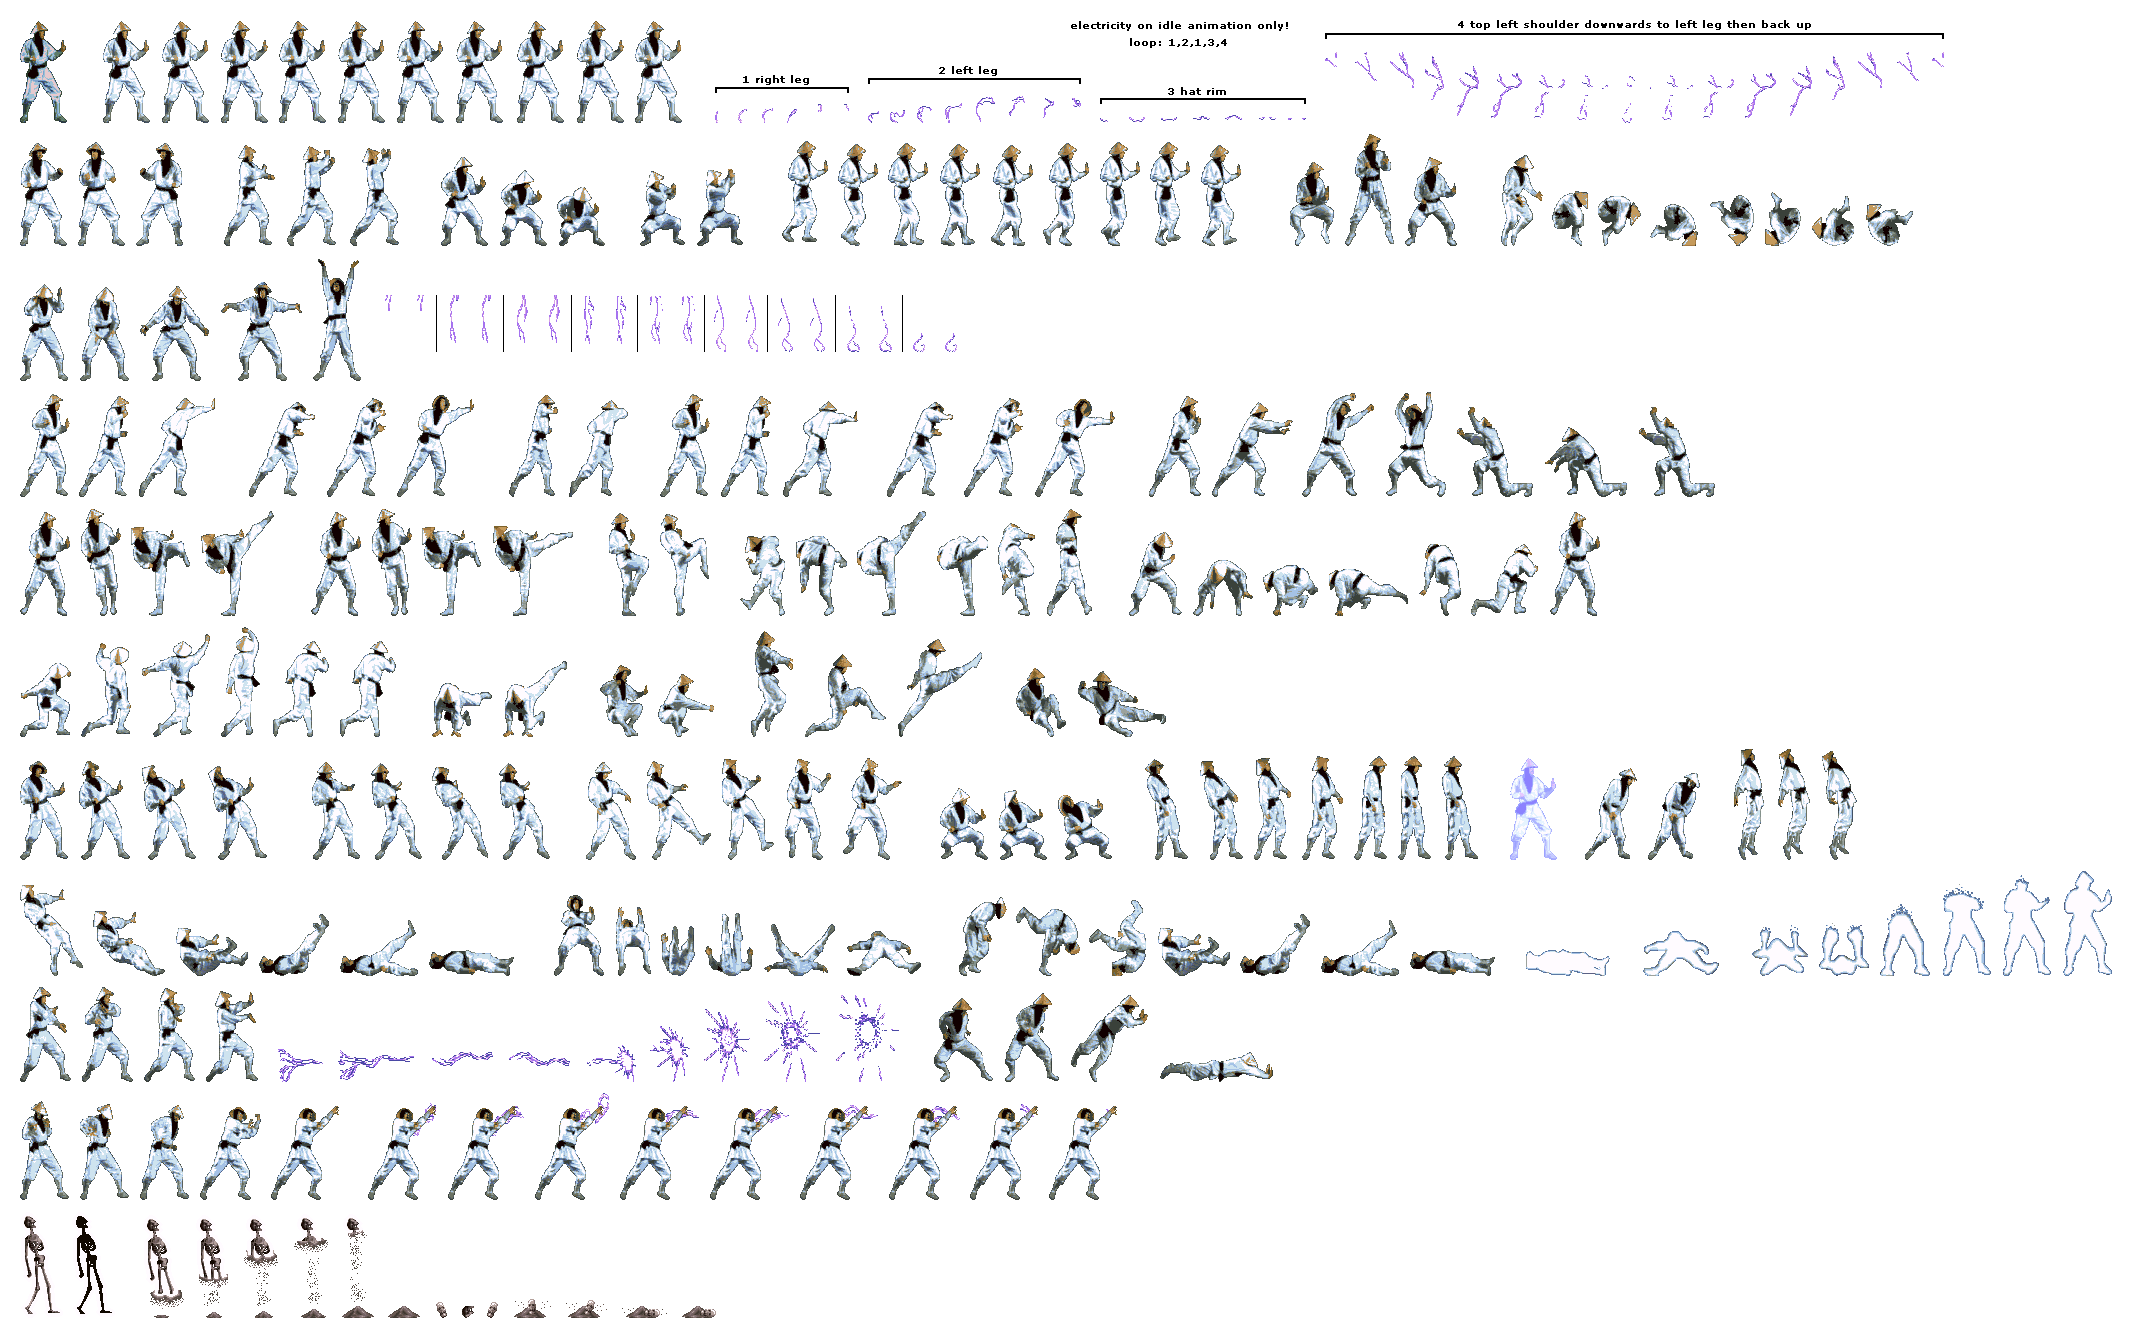 electricity on idle animation only!
loop: 1,2,1,3,4
4 top left shoulder downwards to left leg then back up
1 right leg
2 left leg
3 hat rim